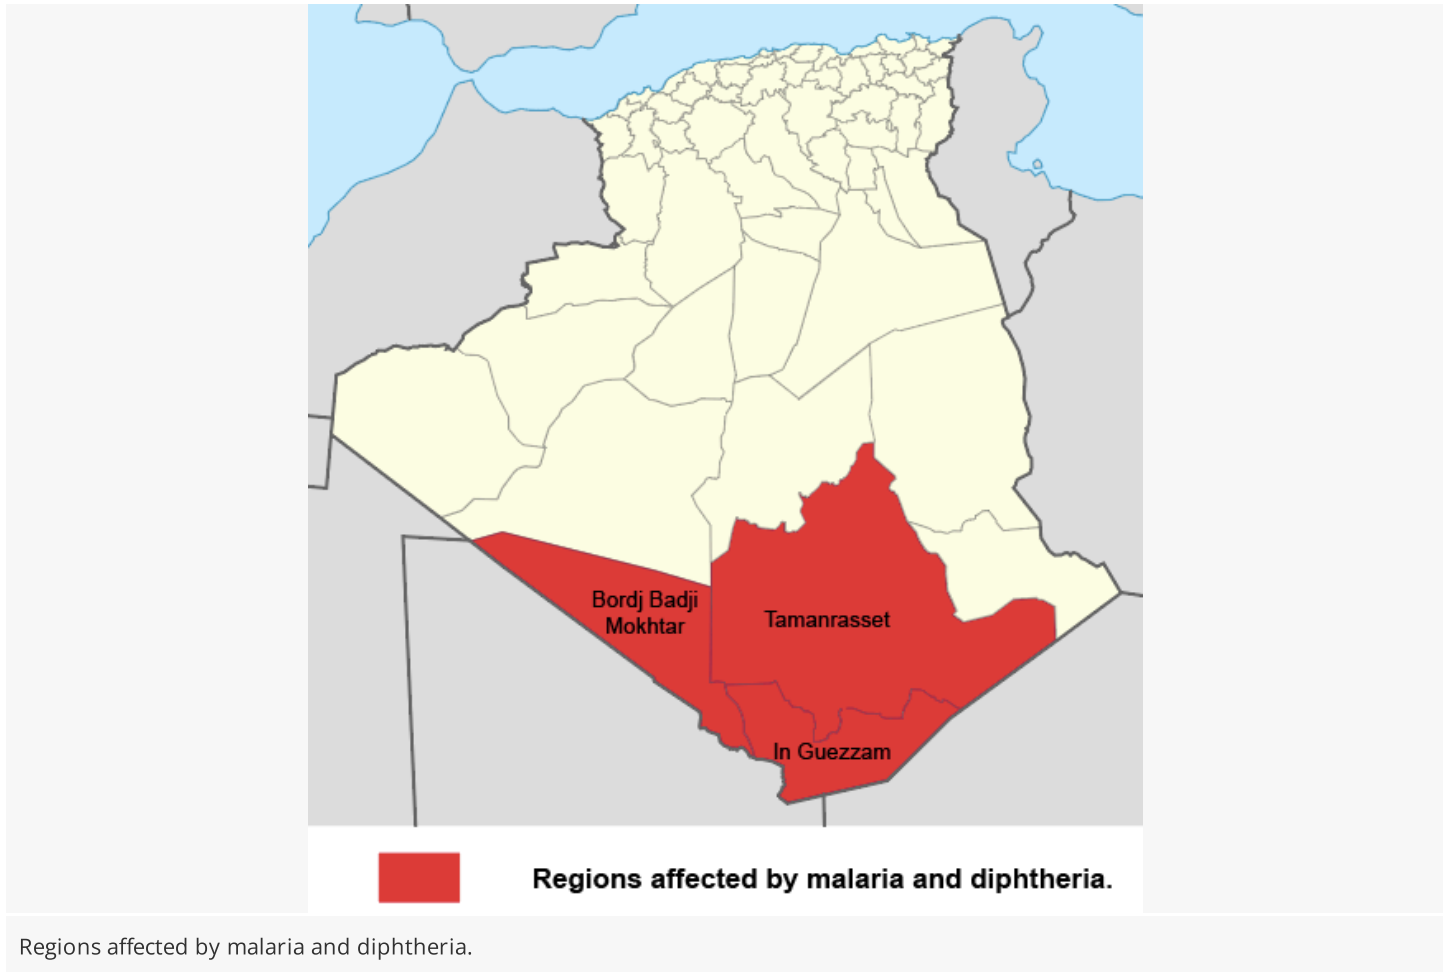 Bordj Badji
Mokhtar
Tamanrasset
In Guezzam
Regions affected by malaria and diphtheria.
Regions affected by malaria and diphtheria.